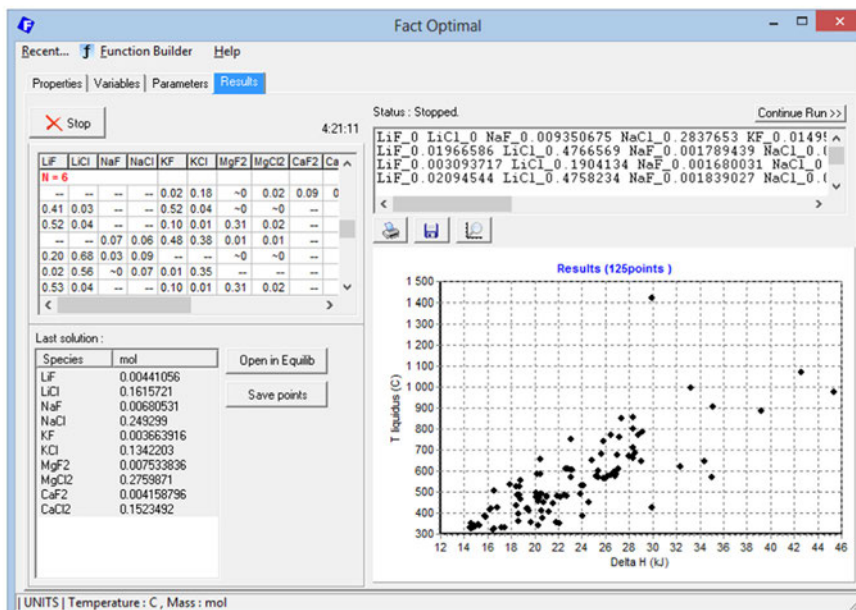 Fact Optimal
Recent... Function Builder Help
Properties Variables Parameters Results
Stop
4:21:11
LiF LiCl NaF NaCl KF KCl MgF2 MgCl2 CaF2 Ca
N = 6
-- -- -- -- 0.02 0.18 ~0 0.02 0.09 0
0.41 0.03 -- -- 0.52 0.04 ~0 ~0 --
0.52 0.04 -- -- 0.10 0.01 0.31 0.02 --
-- -- 0.07 0.06 0.48 0.38 0.01 0.01 --
0.20 0.68 0.03 0.09 -- -- ~0 ~0 --
0.02 0.56 ~0 0.07 0.01 0.35 -- -- --
0.53 0.04 -- -- 0.10 0.01 0.31 0.02 --
Last solution :
Species mol
LiF 0.00441056
LiCl 0.1615721
NaF 0.00680531
NaCl 0.249299
KF 0.003663916
KCl 0.1342203
MgF2 0.007533836
MgCl2 0.2759871
CaF2 0.004158796
CaCl2 0.1523492
Open in Equilib
Save points
Status : Stopped.
Continue Run >>
LiF_0 LiCl_0 NaF_0.009350675 NaCl_0.2837653 KF_0.01495
LiF_0.01966586 LiCl_0.4766569 NaF_0.001789439 NaCl_0.0
LiF_0.003093717 LiCl_0.1904134 NaF_0.001680031 NaCl_0
LiF_0.02094544 LiCl_0.4758234 NaF_0.001839027 NaCl_0.0
Results (125points )
T liquidus (C)
1 500
1 400
1 300
1 200
1 100
1 000
900
800
700
600
500
400
300
12 14 16 18 20 22 24 26 28 30 32 34 36 38 40 42 44 46
Delta H (kJ)
| UNITS | Temperature : C , Mass : mol